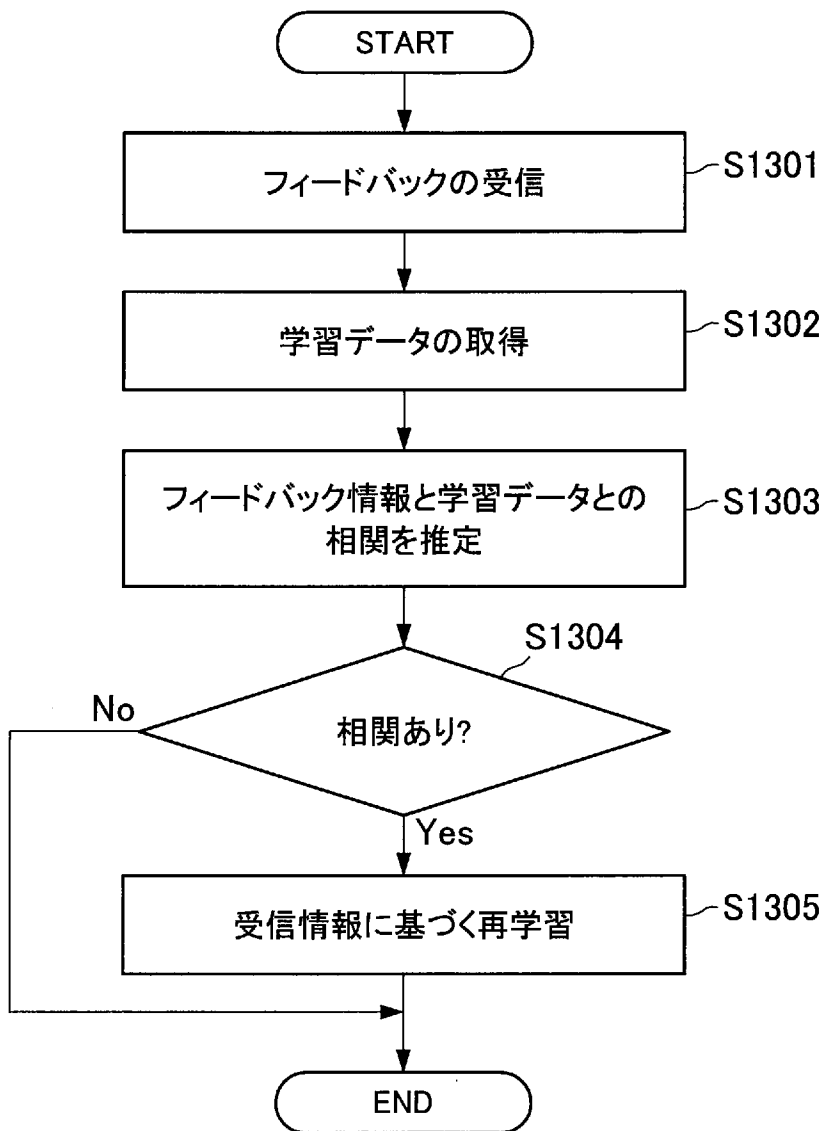 START
フィードバックの受信
S1301
学習データの取得
S1302
フィードバック情報と学習データとの
相関を推定
S1303
S1304
相関あり?
No
Yes
受信情報に基づく再学習
S1305
END